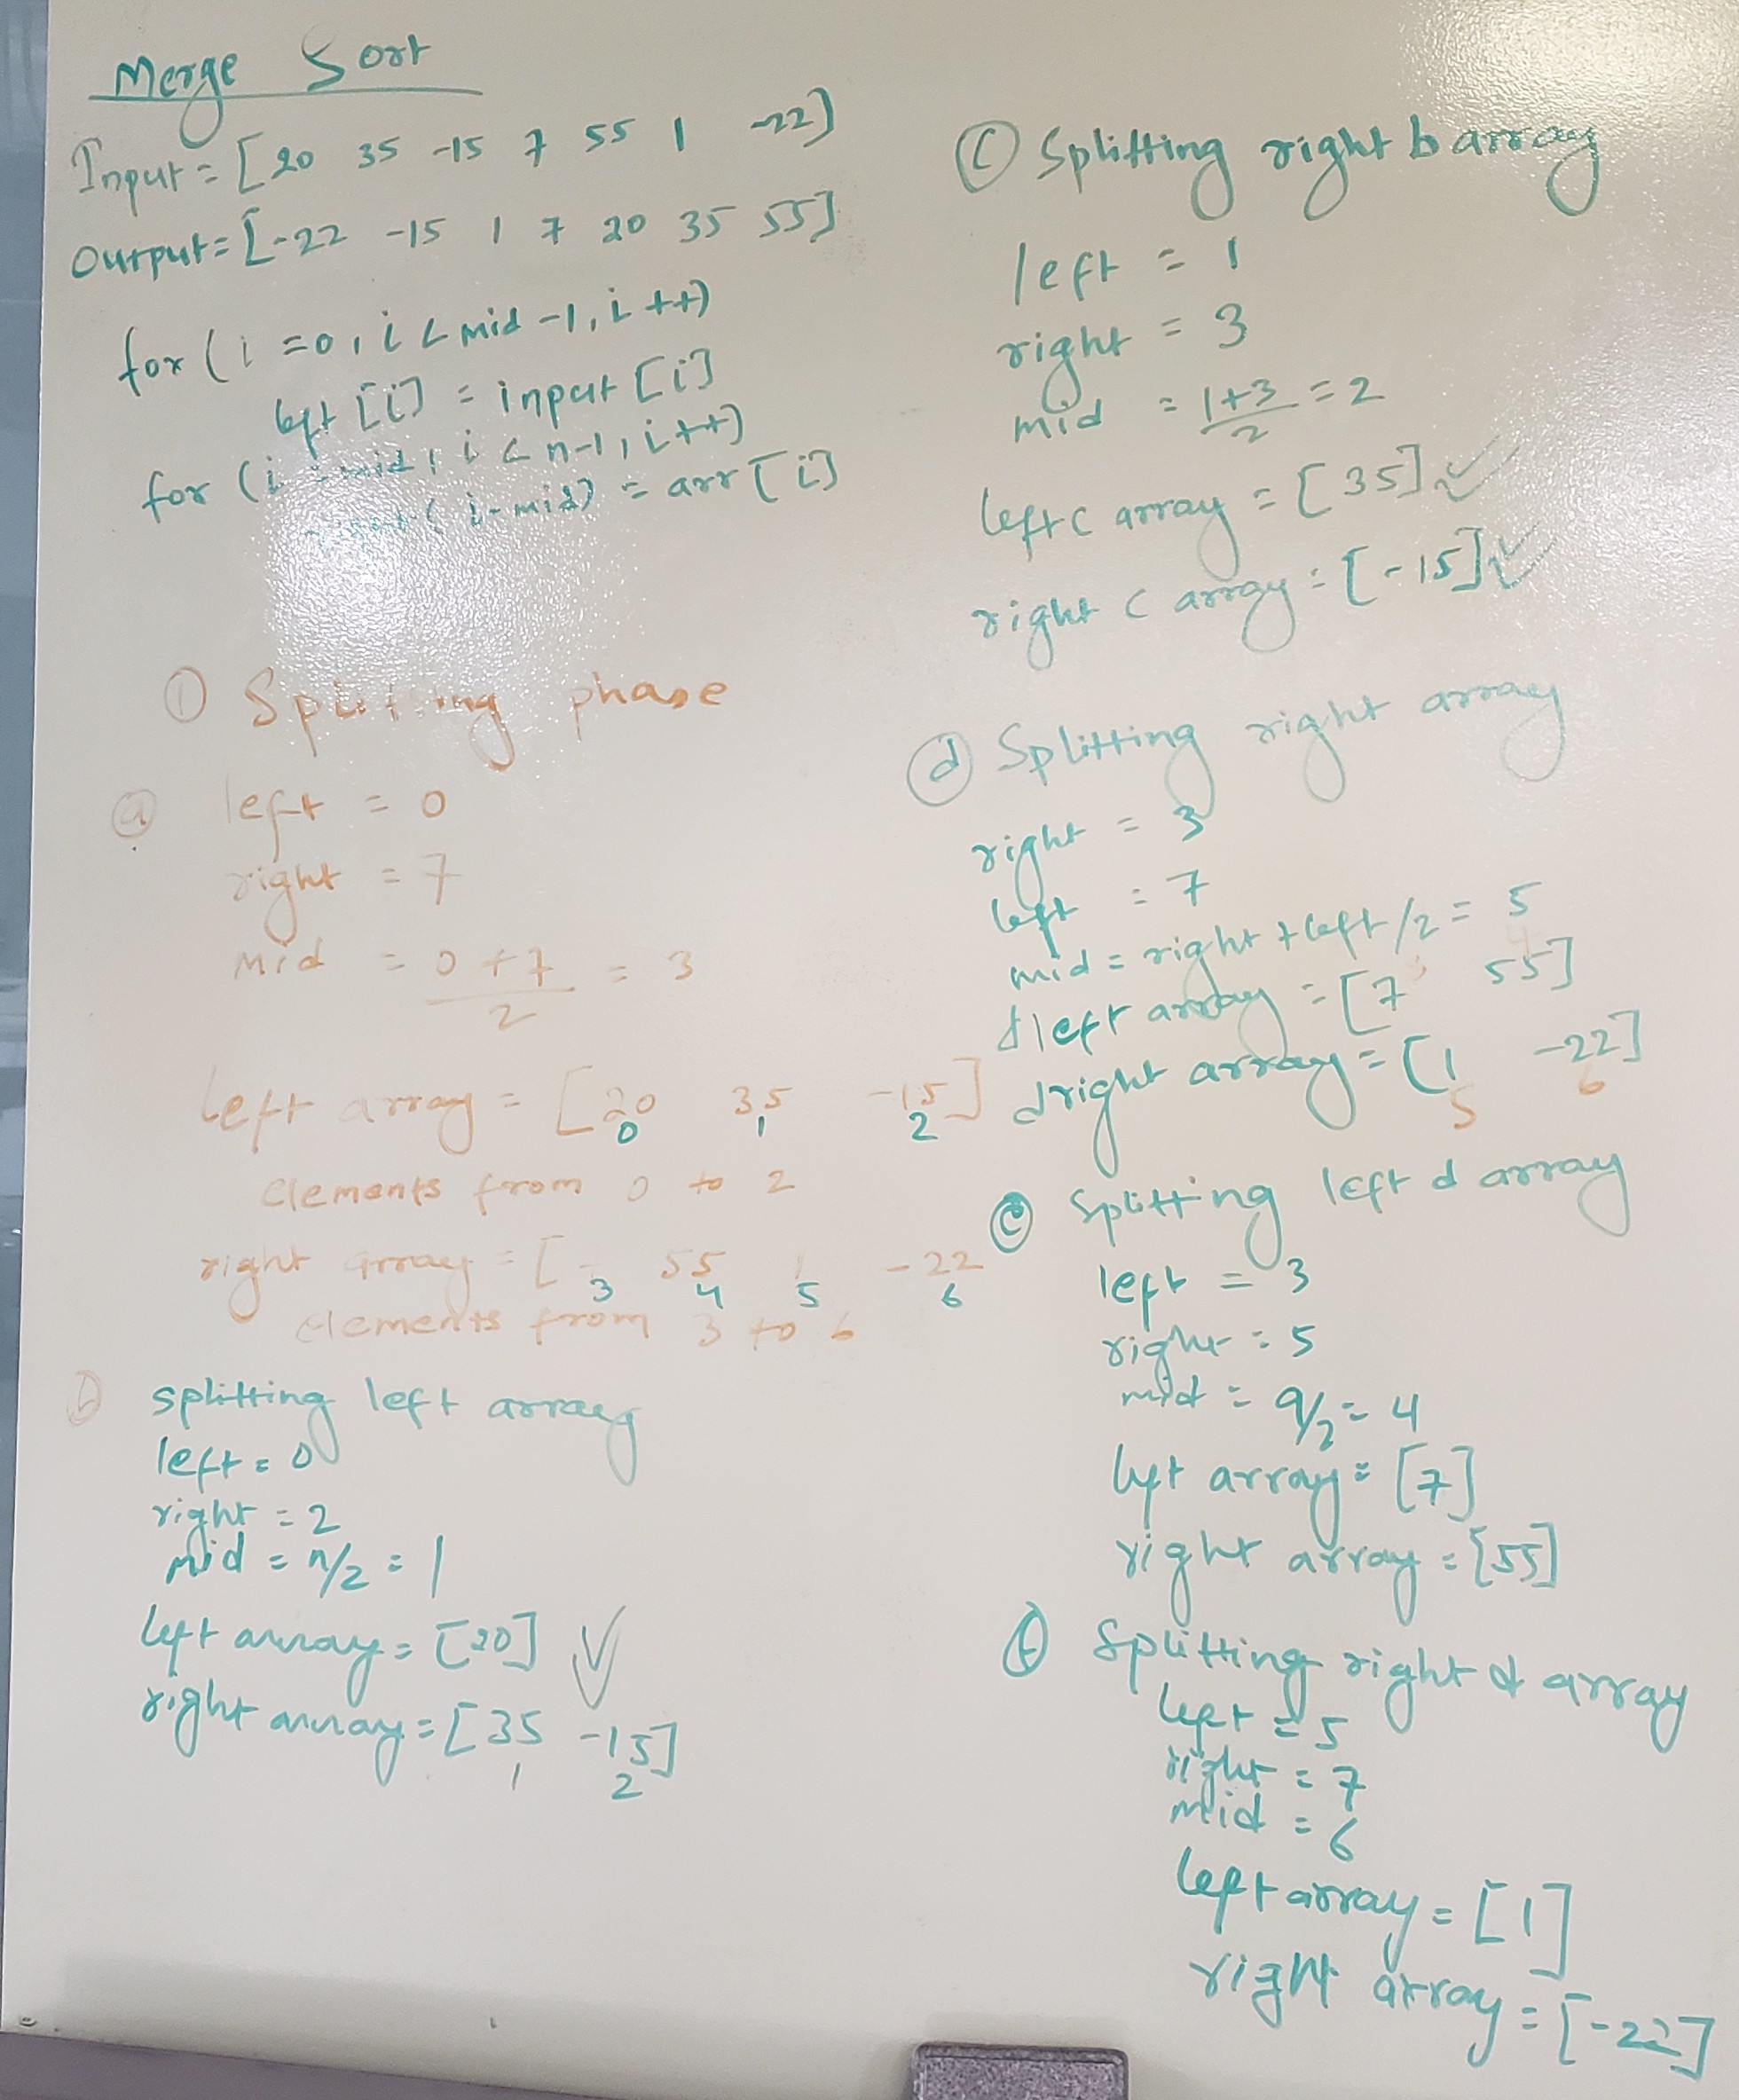 Merge Sort
Input = [20 35 -15 7 55 1 -22]
Output = [-22 -15 1 7 20 35 55]
for (i =0, i < mid -1, i ++)
left [i] = input [i]
for (i = mid, i < n-1, i++)
(i-mid) = arr [i]
① Splitting phase
ⓐ left = 0
right = 7
Mid = 0 + 7 / 2 = 3
left array = [20 35 -15]
0 1 2
Elements from 0 to 2
right array = [ 55 1 -22
3 4 5 6
Elements from 3 to 6
ⓑ splitting left array
left = 0
right = 2
mid = n/2 = 1
left array = [20] ✓
right array = [35 -15]
1 2
ⓒ Splitting right b array
left = 1
right = 3
mid = 1+3 / 2 = 2
left c array = [35] ✓
right c array = [-15] ✓
ⓓ Splitting right array
right = 3
left = 7
mid = right + left /2 = 5
d left array = [7 55]
3 4
d right array = [1 -22]
5 6
ⓔ Splitting left d array
left = 3
right = 5
mid = 9/2 = 4
left array = [7]
right array = [55]
ⓕ Splitting right d array
left = 5
right = 7
Mid = 6
left array = [1]
right array = [-22]